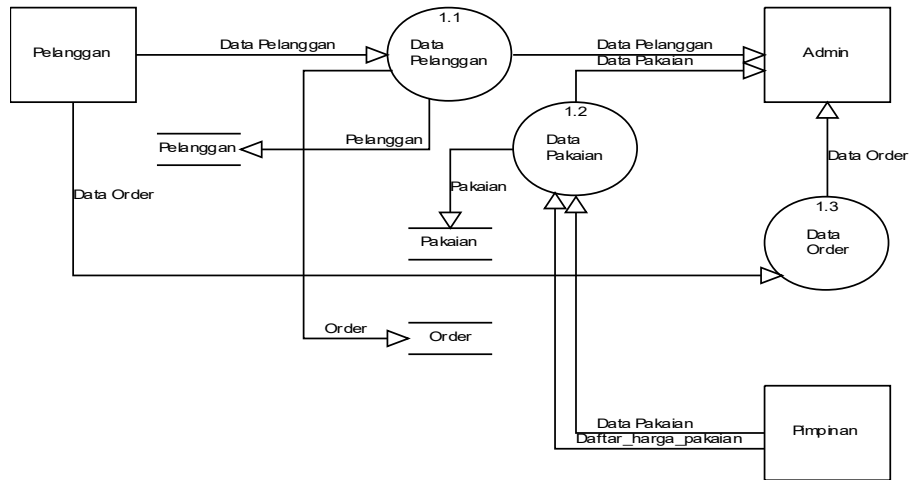 1.1
Pelanggan
Data Pelanggan
Data
Pelanggan
Data Pelanggan
Admin
Data Pakaian
1.2
Pelanggan
Pelanggan
Data
Pakaian
Data Order
Data Order
Pakaian
1.3
Pakaian
Data
Order
Order
Order
Data Pakaian
Daftar_harga_pakaian
Pimpinan